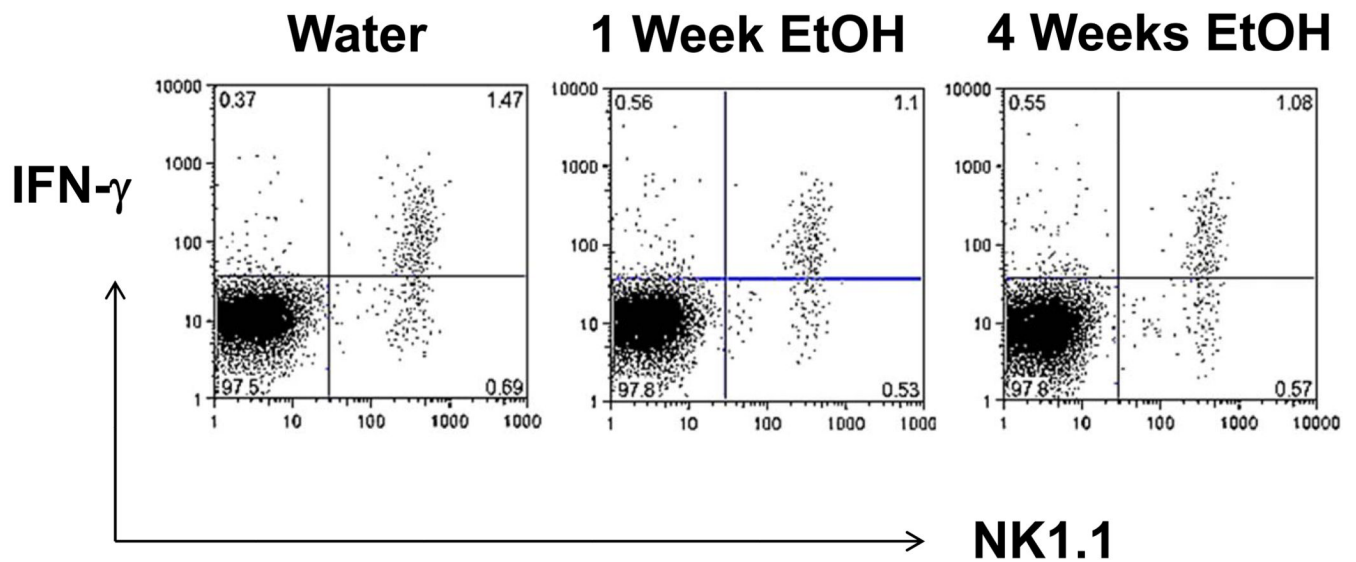 Water 1 Week EtOH 4 Weeks EtOH
10000 10000 10000
0.37 1.47 0.56 1.1 0.55 1.08
1000 1000 1000
IFN-γ
100 100 100
10 10 10
97.5 0.69 97.8 0.53 97.8 0.57
1 1 1
1 10 100 1000 1000 1 10 100 1000 1000 1 10 100 1000 10000
NK1.1